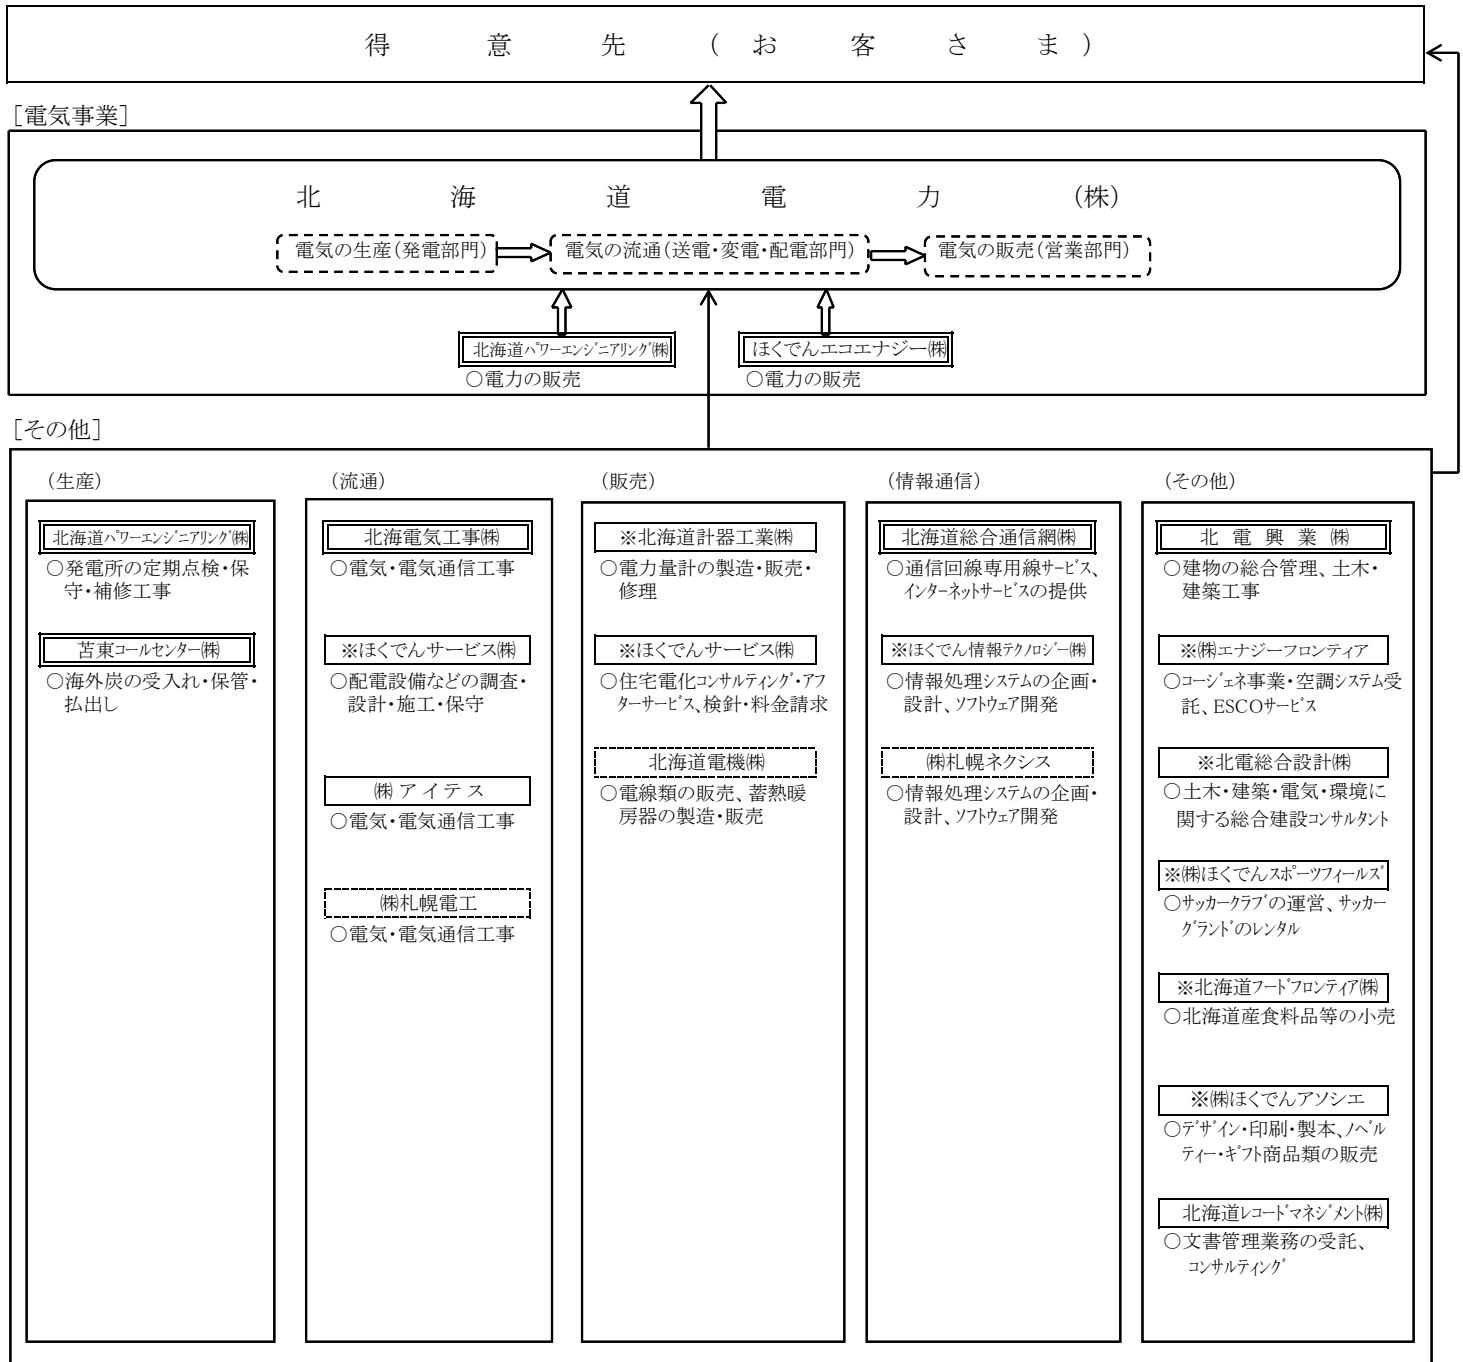 得意先(お客さま)
[電気事業]
北海道電力(株)
電気の生産(発電部門)
電気の流通(送電・変電・配電部門)
電気の販売(営業部門)
北海道パワーエンジニアリング㈱
○電力の販売
ほくでんエコエナジー㈱
○電力の販売
[その他]
(生産)
北海道パワーエンジニアリング㈱
○発電所の定期点検・保
守・補修工事
苫東コールセンター㈱
○海外炭の受入れ・保管・
払出し
(流通)
北海電気工事㈱
○電気・電気通信工事
※ほくでんサービス㈱
○配電設備などの調査・
設計・施工・保守
㈱アイテス
○電気・電気通信工事
㈱札幌電工
○電気・電気通信工事
(販売)
※北海道計器工業㈱
○電力量計の製造・販売・
修理
※ほくでんサービス㈱
○住宅電化コンサルティング・アフ
ターサービス、検針・料金請求
北海道電機㈱
○電線類の販売、蓄熱暖
房器の製造・販売
(情報通信)
北海道総合通信網㈱
○通信回線専用線サービス、
インターネットサービスの提供
※ほくでん情報テクノロジー㈱
○情報処理システムの企画・
設計、ソフトウェア開発
㈱札幌ネクシス
○情報処理システムの企画・
設計、ソフトウェア開発
(その他)
北電興業㈱
○建物の総合管理、土木・
建築工事
※㈱エナジーフロンティア
○コージェネ事業・空調システム受
託、ESCOサービス
※北電総合設計㈱
○土木・建築・電気・環境に
関する総合建設コンサルタント
※㈱ほくでんスポーツフィールズ
○サッカークラブの運営、サッカー
グランドのレンタル
※北海道フードフロンティア㈱
○北海道産食料品等の小売
※㈱ほくでんアソシエ
○デザイン・印刷・製本、ノベル
ティー・ギフト商品類の販売
北海道レコードマネジメント㈱
○文書管理業務の受託、
コンサルティング